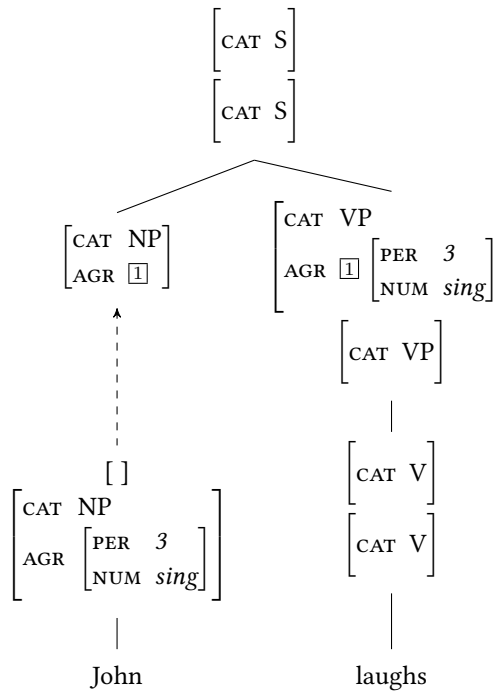 CAT S
CAT S
CAT NP
AGR 1
CAT VP
AGR 1 PER 3
NUM sing
CAT VP
[ ]
CAT NP
AGR PER 3
NUM sing
CAT V
CAT V
John laughs